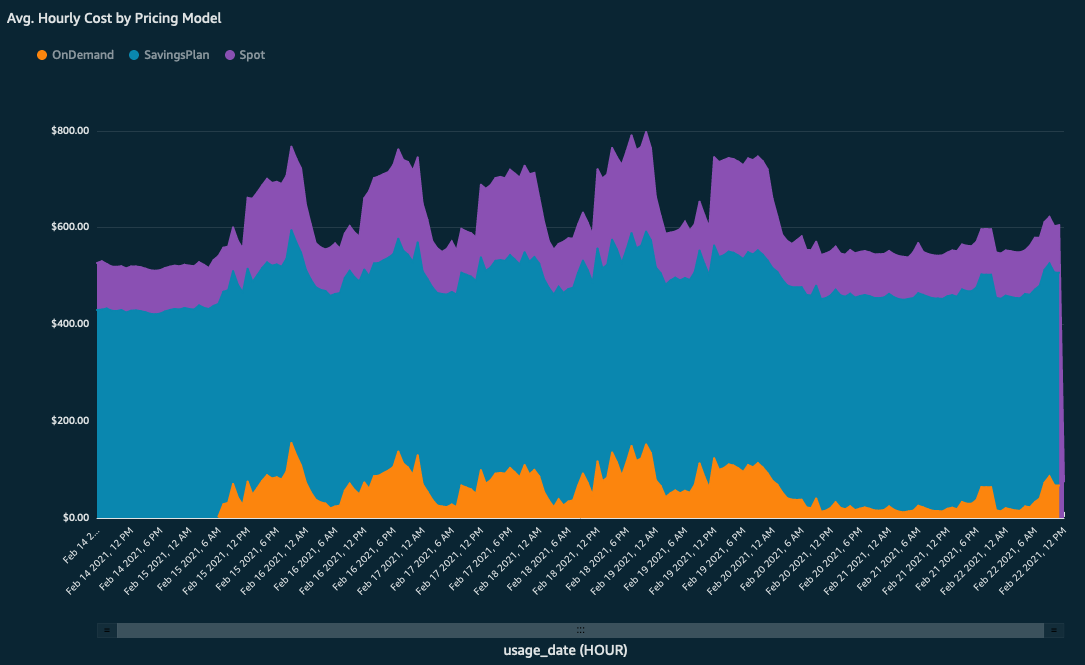 Avg. Hourly Cost by Pricing Model
OnDemand SavingsPlan Spot
$800.00
$600.00
$400.00
$200.00
$0.00
Feb 14 2...
Feb 14 2021, 12 PM
Feb 14 2021, 6 PM
Feb 15 2021, 12 AM
Feb 15 2021, 6 AM
Feb 15 2021, 12 PM
Feb 15 2021, 6 PM
Feb 16 2021, 12 AM
Feb 16 2021, 6 AM
Feb 16 2021, 12 PM
Feb 16 2021, 6 PM
Feb 17 2021, 12 AM
Feb 17 2021, 6 AM
Feb 17 2021, 12 PM
Feb 17 2021, 6 PM
Feb 18 2021, 12 AM
Feb 18 2021, 6 AM
Feb 18 2021, 12 PM
Feb 18 2021, 6 PM
Feb 19 2021, 12 AM
Feb 19 2021, 6 AM
Feb 19 2021, 12 PM
Feb 19 2021, 6 PM
Feb 20 2021, 12 AM
Feb 20 2021, 6 AM
Feb 20 2021, 12 PM
Feb 20 2021, 6 PM
Feb 21 2021, 12 AM
Feb 21 2021, 6 AM
Feb 21 2021, 12 PM
Feb 21 2021, 6 PM
Feb 22 2021, 12 AM
Feb 22 2021, 6 AM
Feb 22 2021, 12 PM
usage_date (HOUR)